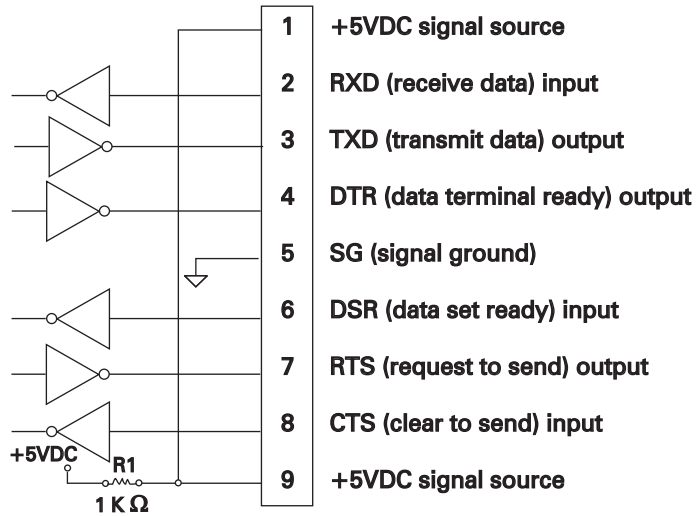 1 +5VDC signal source
2 RXD (receive data) input
3 TXD (transmit data) output
4 DTR (data terminal ready) output
5 SG (signal ground)
6 DSR (data set ready) input
7 RTS (request to send) output
8 CTS (clear to send) input
+5VDC
R1
9 +5VDC signal source
1 K Ω